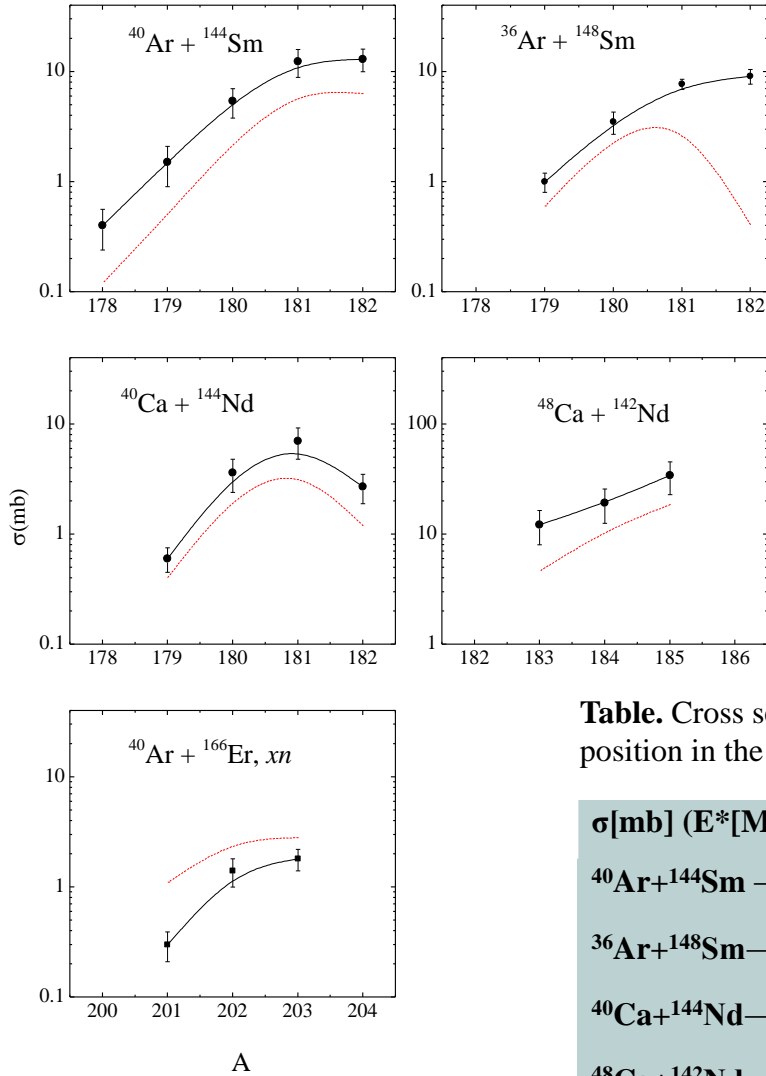 ⁴⁰Ar + ¹⁴⁴Sm
10
1
0.1
178 179 180 181 182
³⁶Ar + ¹⁴⁸Sm
10
1
0.1
178 179 180 181 182
⁴⁰Ca + ¹⁴⁴Nd
10
1
0.1
178 179 180 181 182
σ(mb)
⁴⁸Ca + ¹⁴²Nd
100
10
1
182 183 184 185 186
⁴⁰Ar + ¹⁶⁶Er, xn
10
1
0.1
200 201 202 203 204
A
Table. Cross se
position in the
σ[mb] (E*[M
⁴⁰Ar+¹⁴⁴Sm –
³⁶Ar+¹⁴⁸Sm–
⁴⁰Ca+¹⁴⁴Nd–
⁴⁸Ca+¹⁴²Nd